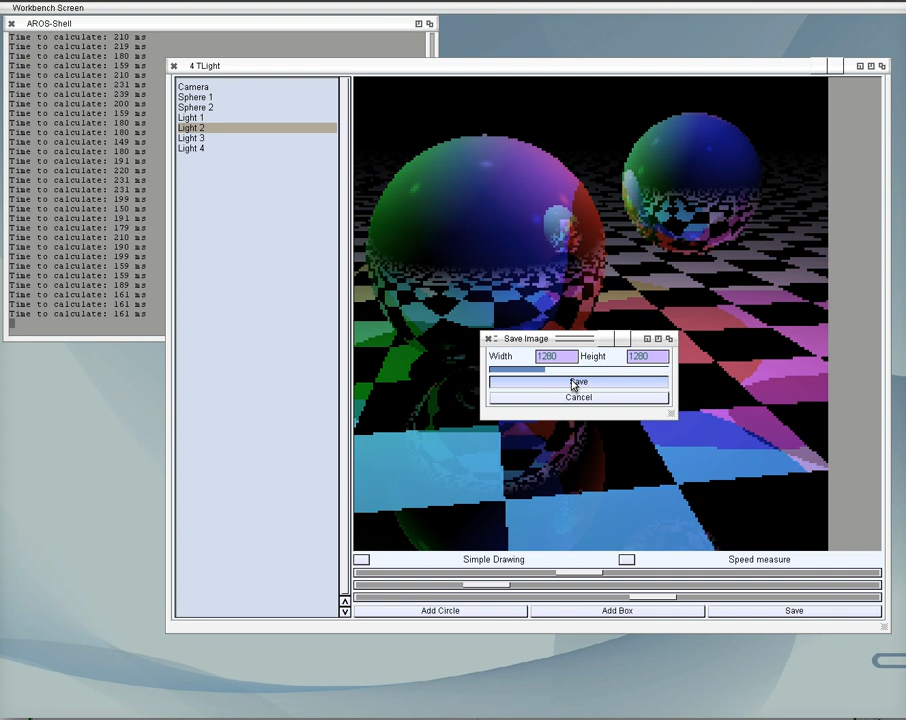 Workbench Screen
AROS-Shell
Time to calculate: 210 ms
Time to calculate: 219 ms
Time to calculate: 180 ms
Time to calculate: 159 ms
Time to calculate: 210 ms
Time to calculate: 231 ms
Time to calculate: 239 ms
Time to calculate: 200 ms
Time to calculate: 159 ms
Time to calculate: 180 ms
Time to calculate: 180 ms
Time to calculate: 149 ms
Time to calculate: 180 ms
Time to calculate: 191 ms
Time to calculate: 220 ms
Time to calculate: 231 ms
Time to calculate: 231 ms
Time to calculate: 199 ms
Time to calculate: 150 ms
Time to calculate: 191 ms
Time to calculate: 179 ms
Time to calculate: 210 ms
Time to calculate: 190 ms
Time to calculate: 199 ms
Time to calculate: 159 ms
Time to calculate: 159 ms
Time to calculate: 189 ms
Time to calculate: 161 ms
Time to calculate: 161 ms
Time to calculate: 161 ms
4 TLight
Camera
Sphere 1
Sphere 2
Light 1
Light 2
Light 3
Light 4
Save Image
Width 1280 Height 1280
Save
Cancel
Simple Drawing Speed measure
Add Circle Add Box Save